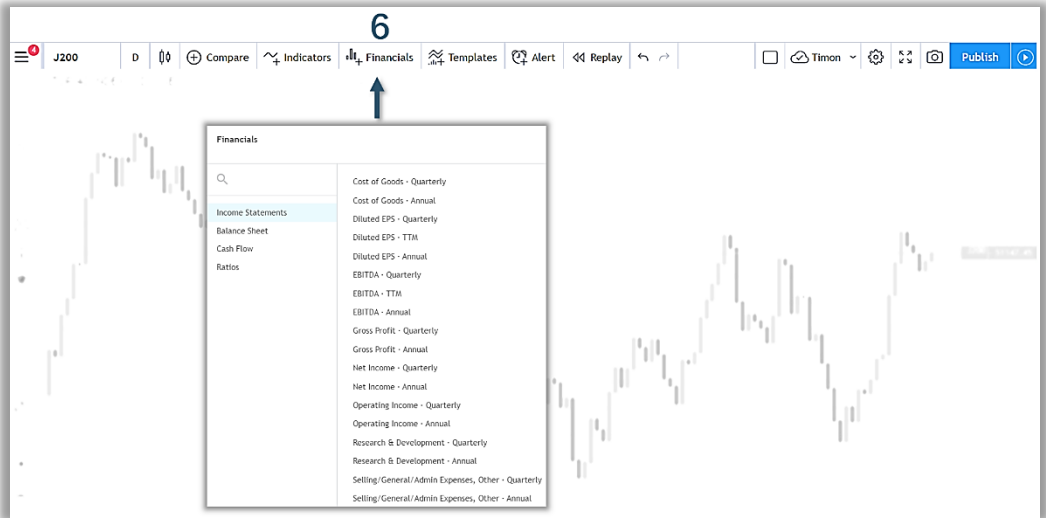 6
4
J200
D
Compare
Indicators
Financials
Templates
Alert
Replay
Timon
Publish
Financials
Income Statements
Balance Sheet
Cash Flow
Ratios
Cost of Goods - Quarterly
Cost of Goods - Annual
Diluted EPS - Quarterly
Diluted EPS - TTM
Diluted EPS - Annual
EBITDA - Quarterly
EBITDA - TTM
EBITDA - Annual
Gross Profit - Quarterly
Gross Profit - Annual
Net Income - Quarterly
Net Income - Annual
Operating Income - Quarterly
Operating Income - Annual
Research & Development - Quarterly
Research & Development - Annual
Selling/General/Admin Expenses, Other - Quarterly
Selling/General/Admin Expenses, Other - Annual